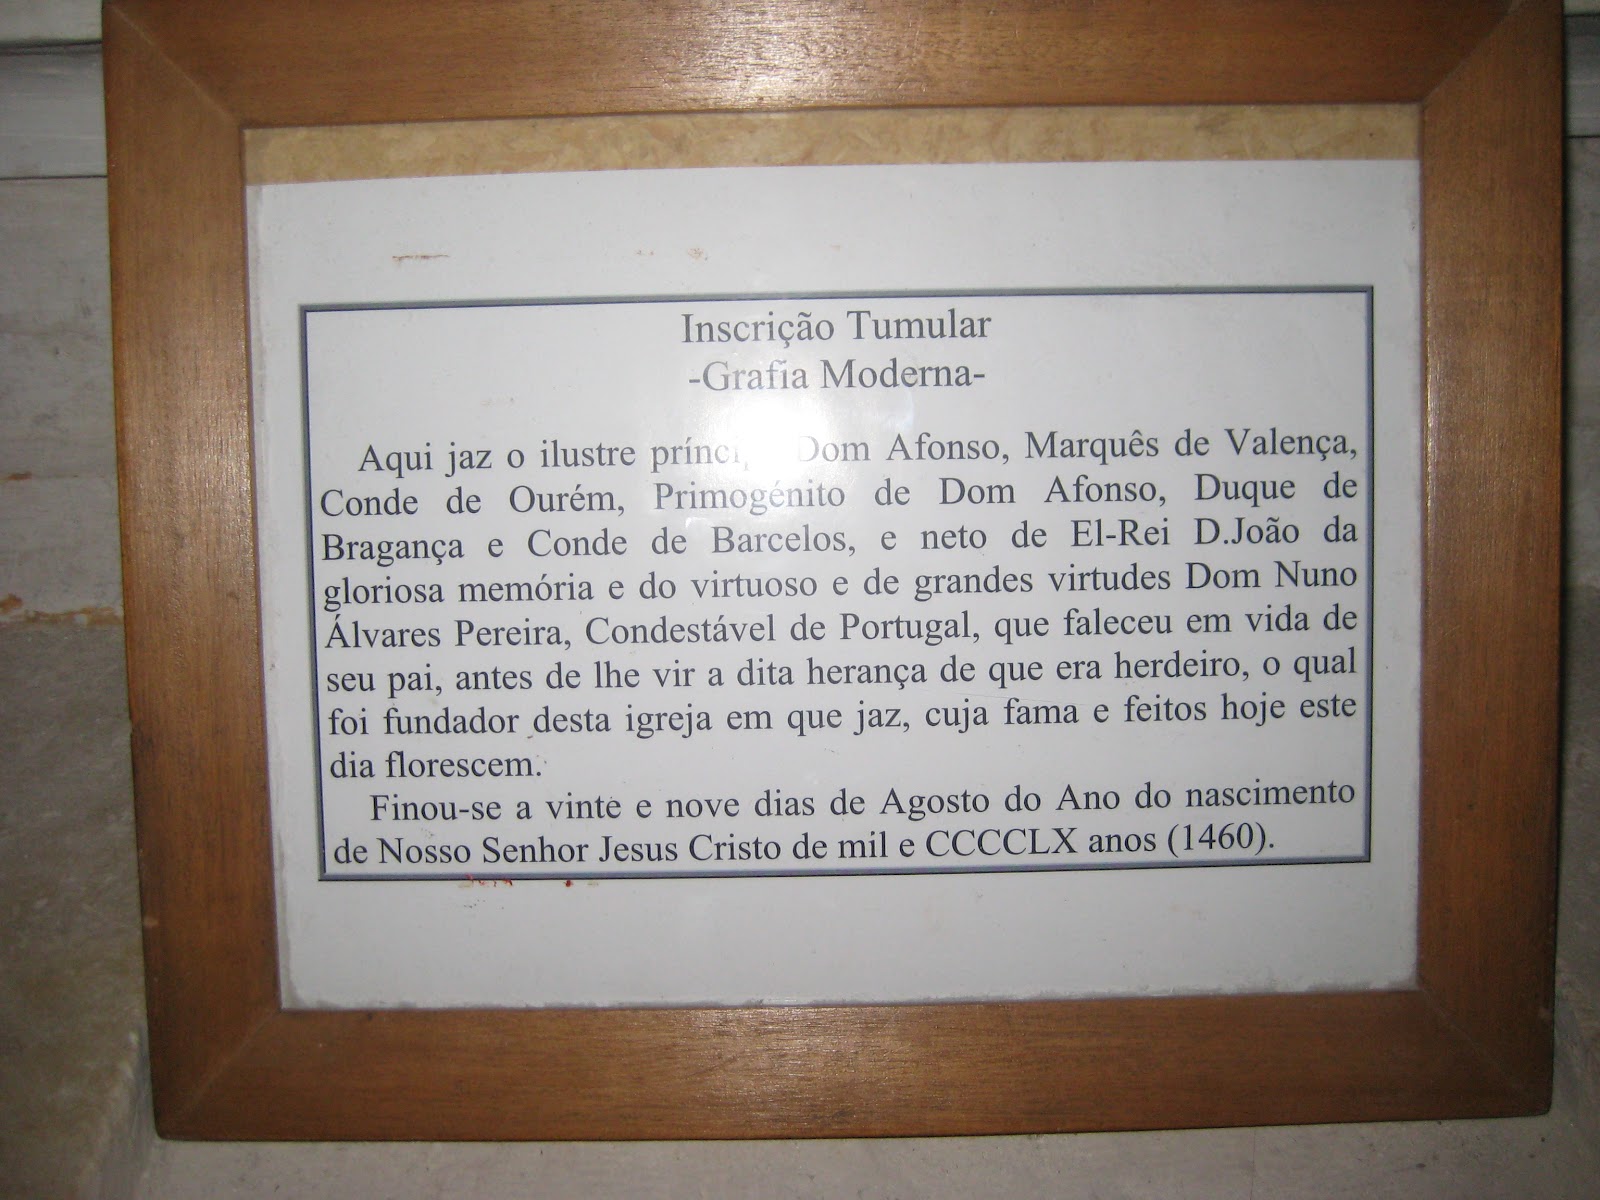 Inscrição Tumular
-Grafia Moderna-
Aqui jaz o ilustre Dom Afonso, Marquês de Valença,
Conde de Ourém, Primogénito de Dom Afonso, Duque de
Bragança e Conde de Barcelos, e neto de El-Rei D.João da
gloriosa memória e do virtuoso e de grandes virtudes Dom Nuno
Álvares Pereira, Condestável de Portugal, que faleceu em vida de
seu pai, antes de lhe vir a dita herança de que era herdeiro, o qual
foi fundador desta igreja em que jaz, cuja fama e feitos hoje este
dia florescem.
Finou-se a vinte e nove dias de Agosto do Ano do nascimento
de Nosso Senhor Jesus Cristo de mil e CCCCLX anos (1460).